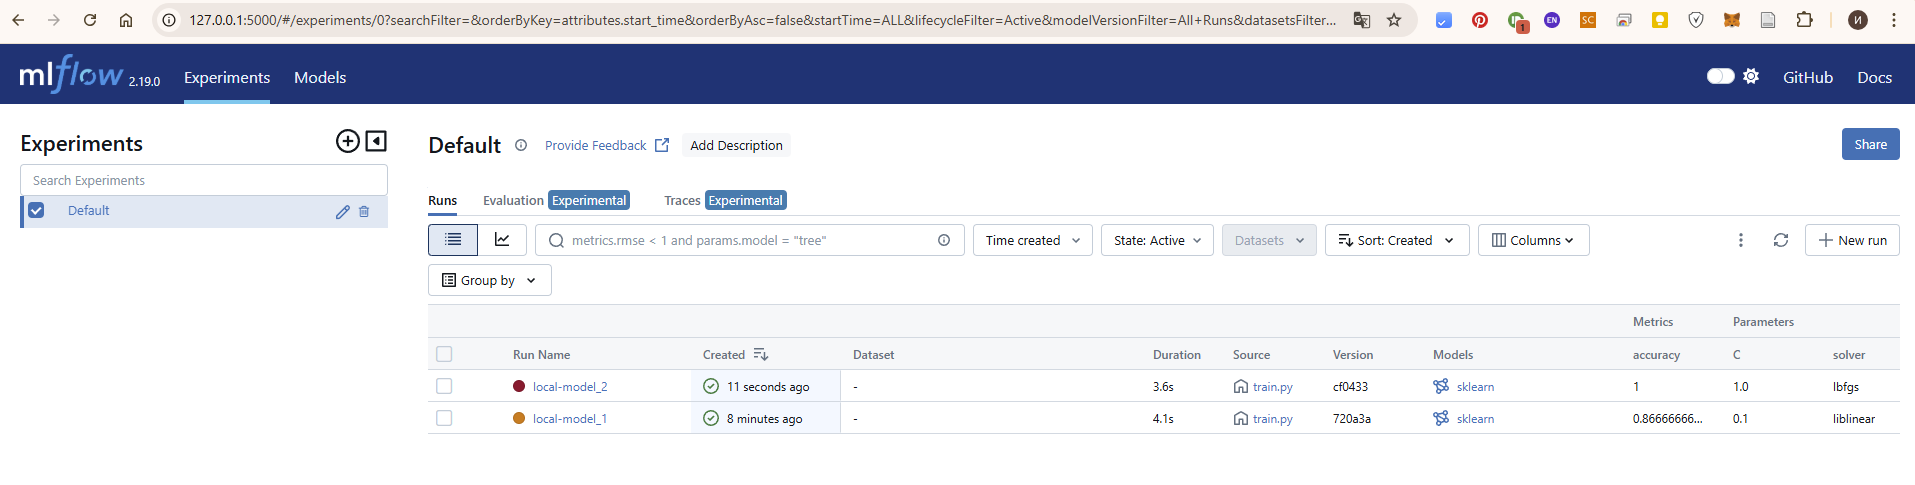 127.0.0.1:5000/#/experiments/0?searchFilter=&orderByKey=attributes.start_time&orderByAsc=false&startTime=ALL&lifecycleFilter=Active&modelVersionFilter=All+Runs&datasetsFilter...
EN SC 1 И
mlflow 2.19.0 Experiments Models GitHub Docs
Experiments
Search Experiments
Default
Default Provide Feedback Add Description Share
Runs Evaluation Experimental Traces Experimental
metrics.rmse < 1 and params.model = "tree" Time created State: Active Datasets Sort: Created Columns New run
Group by
Metrics Parameters
Run Name Created Dataset Duration Source Version Models accuracy C solver
local-model_2 11 seconds ago - 3.6s train.py cf0433 sklearn 1 1.0 lbfgs
local-model_1 8 minutes ago - 4.1s train.py 720a3a sklearn 0.86666666... 0.1 liblinear